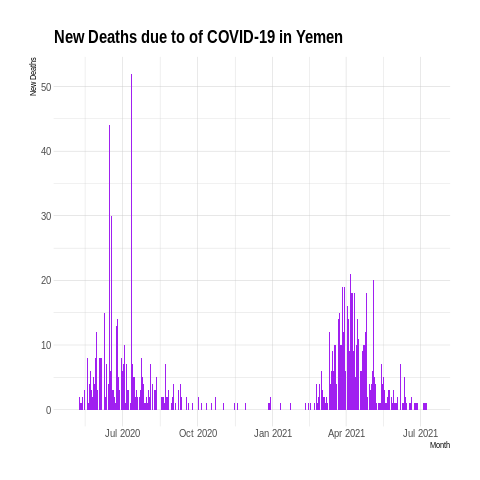 New Deaths due to of COVID-19 in Yemen
New Deaths
50
40
30
20
10
0
Jul 2020 Oct 2020 Jan 2021 Apr 2021 Jul 2021
Month